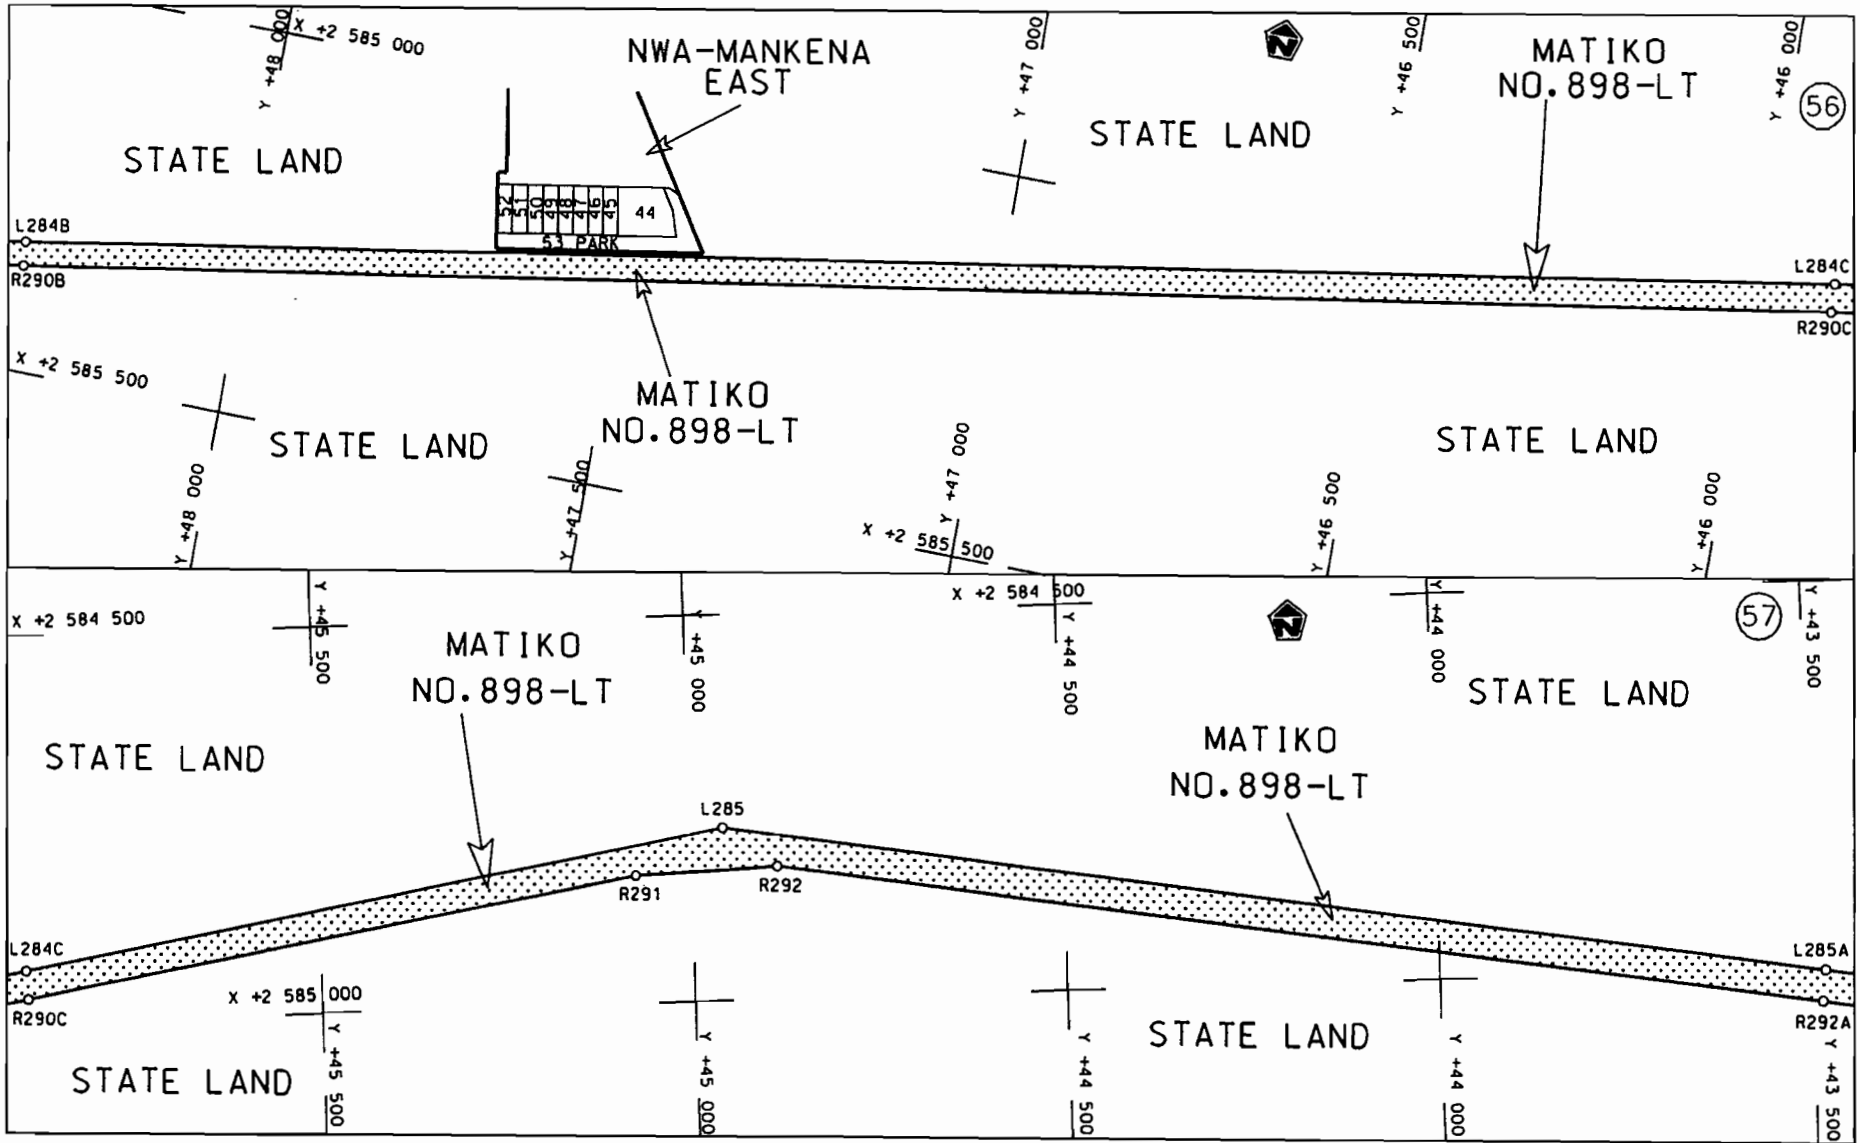 X +2 585 000
Y +48 000
NWA-MANKENA
EAST
Y +47 000
N
Y +46 500
MATIKO
NO.898-LT
Y +46 000
56
STATE LAND
STATE LAND
52
51
50
49
48
47
46
45
44
53 PARK
L284B
R290B
L284C
R290C
X +2 585 500
MATIKO
NO.898-LT
STATE LAND
STATE LAND
Y +48 000
Y +47 500
Y +47 000
X +2 585 500
Y +46 500
Y +46 000
X +2 584 500
Y +45 500
Y +45 000
X +2 584 500
Y +44 500
N
Y +44 000
57
Y +43 500
MATIKO
NO.898-LT
STATE LAND
STATE LAND
MATIKO
NO.898-LT
L285
R291
R292
L284C
R290C
L285A
R292A
X +2 585 000
STATE LAND
STATE LAND
Y +45 500
Y +45 000
Y +44 500
Y +44 000
Y +43 500